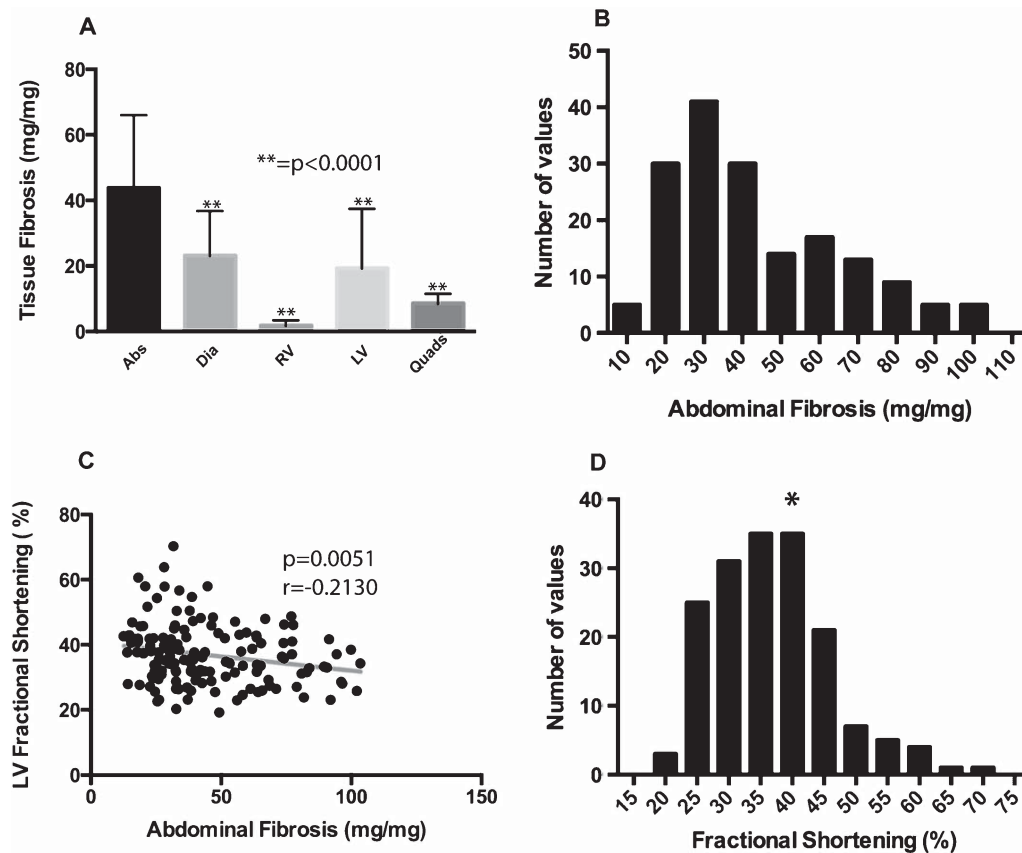 A
Tissue Fibrosis (mg/mg)
80
60
40
20
0
**=p<0.0001
**
**
**
**
Abs
Dia
RV
LV
Quads
B
Number of values
50
40
30
20
10
0
10
20
30
40
50
60
70
80
90
100
110
Abdominal Fibrosis (mg/mg)
C
LV Fractional Shortening ( %)
80
60
40
20
0
p=0.0051
r=-0.2130
0
50
100
150
Abdominal Fibrosis (mg/mg)
D
Number of values
40
30
20
10
0
*
15
20
25
30
35
40
45
50
55
60
65
70
75
Fractional Shortening (%)